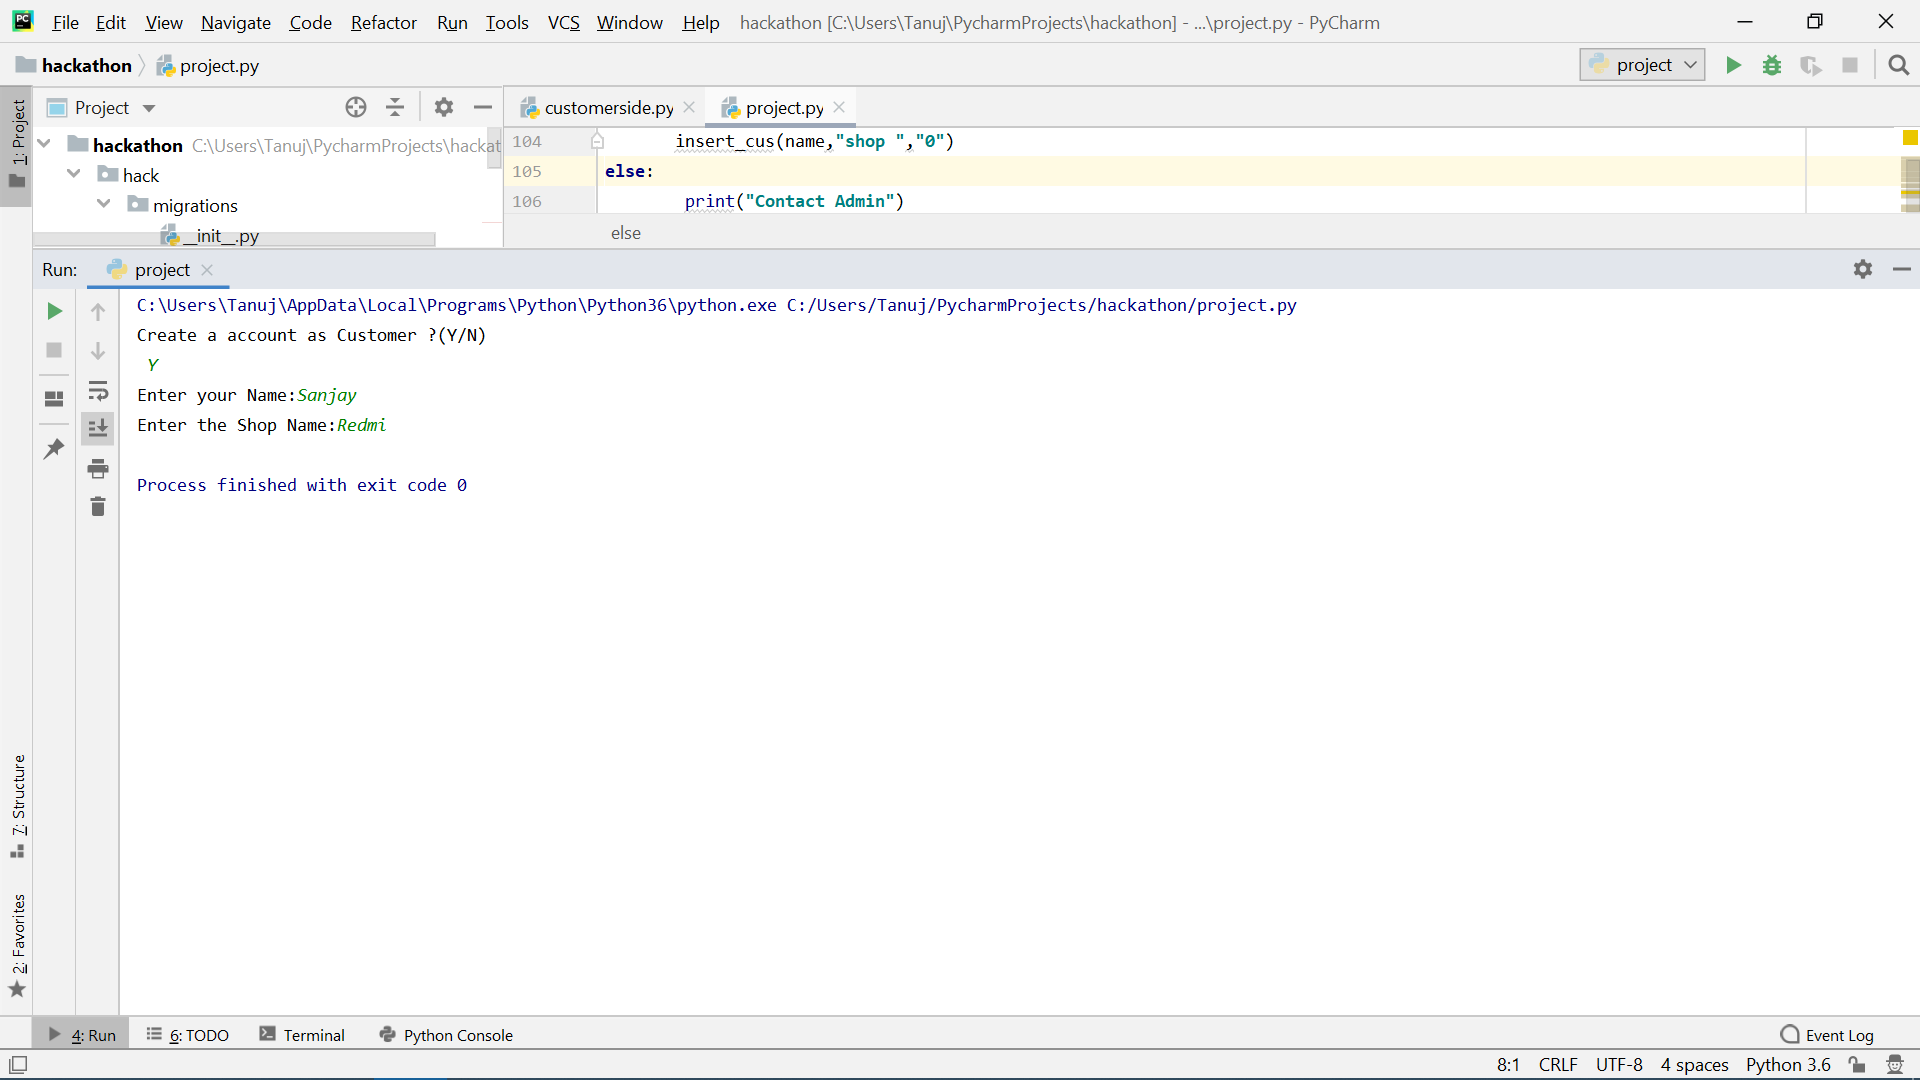 File Edit View Navigate Code Refactor Run Tools VCS Window Help hackathon [C:\Users\Tanuj\PycharmProjects\hackathon] - ...\project.py - PyCharm
hackathon project.py project
1: Project
Project
customerside.py project.py
hackathon C:\Users\Tanuj\PycharmProjects\hackat
hack
migrations
__init__.py
104 insert_cus(name,"shop ","0")
105 else:
106 print("Contact Admin")
else
Run: project
C:\Users\Tanuj\AppData\Local\Programs\Python\Python36\python.exe C:/Users/Tanuj/PycharmProjects/hackathon/project.py
Create a account as Customer ?(Y/N)
Y
Enter your Name:Sanjay
Enter the Shop Name:Redmi
Process finished with exit code 0
7: Structure
2: Favorites
4: Run 6: TODO Terminal Python Console Event Log
8:1 CRLF UTF-8 4 spaces Python 3.6